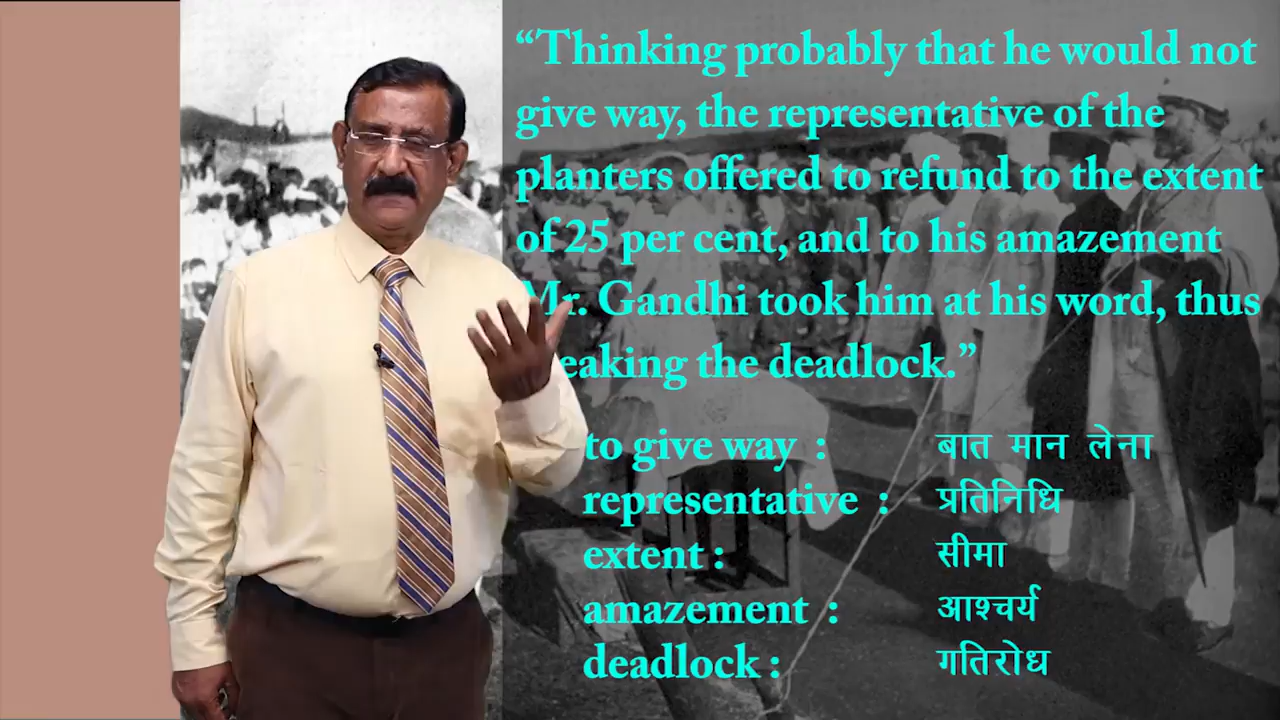 “Thinking probably that he would not
give way, the representative of the
planters offered to refund to the extent
of 25 per cent, and to his amazement
Mr. Gandhi took him at his word, thus
the deadlock.”
to give way : बात मान लेना
representative : प्रतिनिधि
extent : सीमा
amazement : आश्चर्य
deadlock : गतिरोध